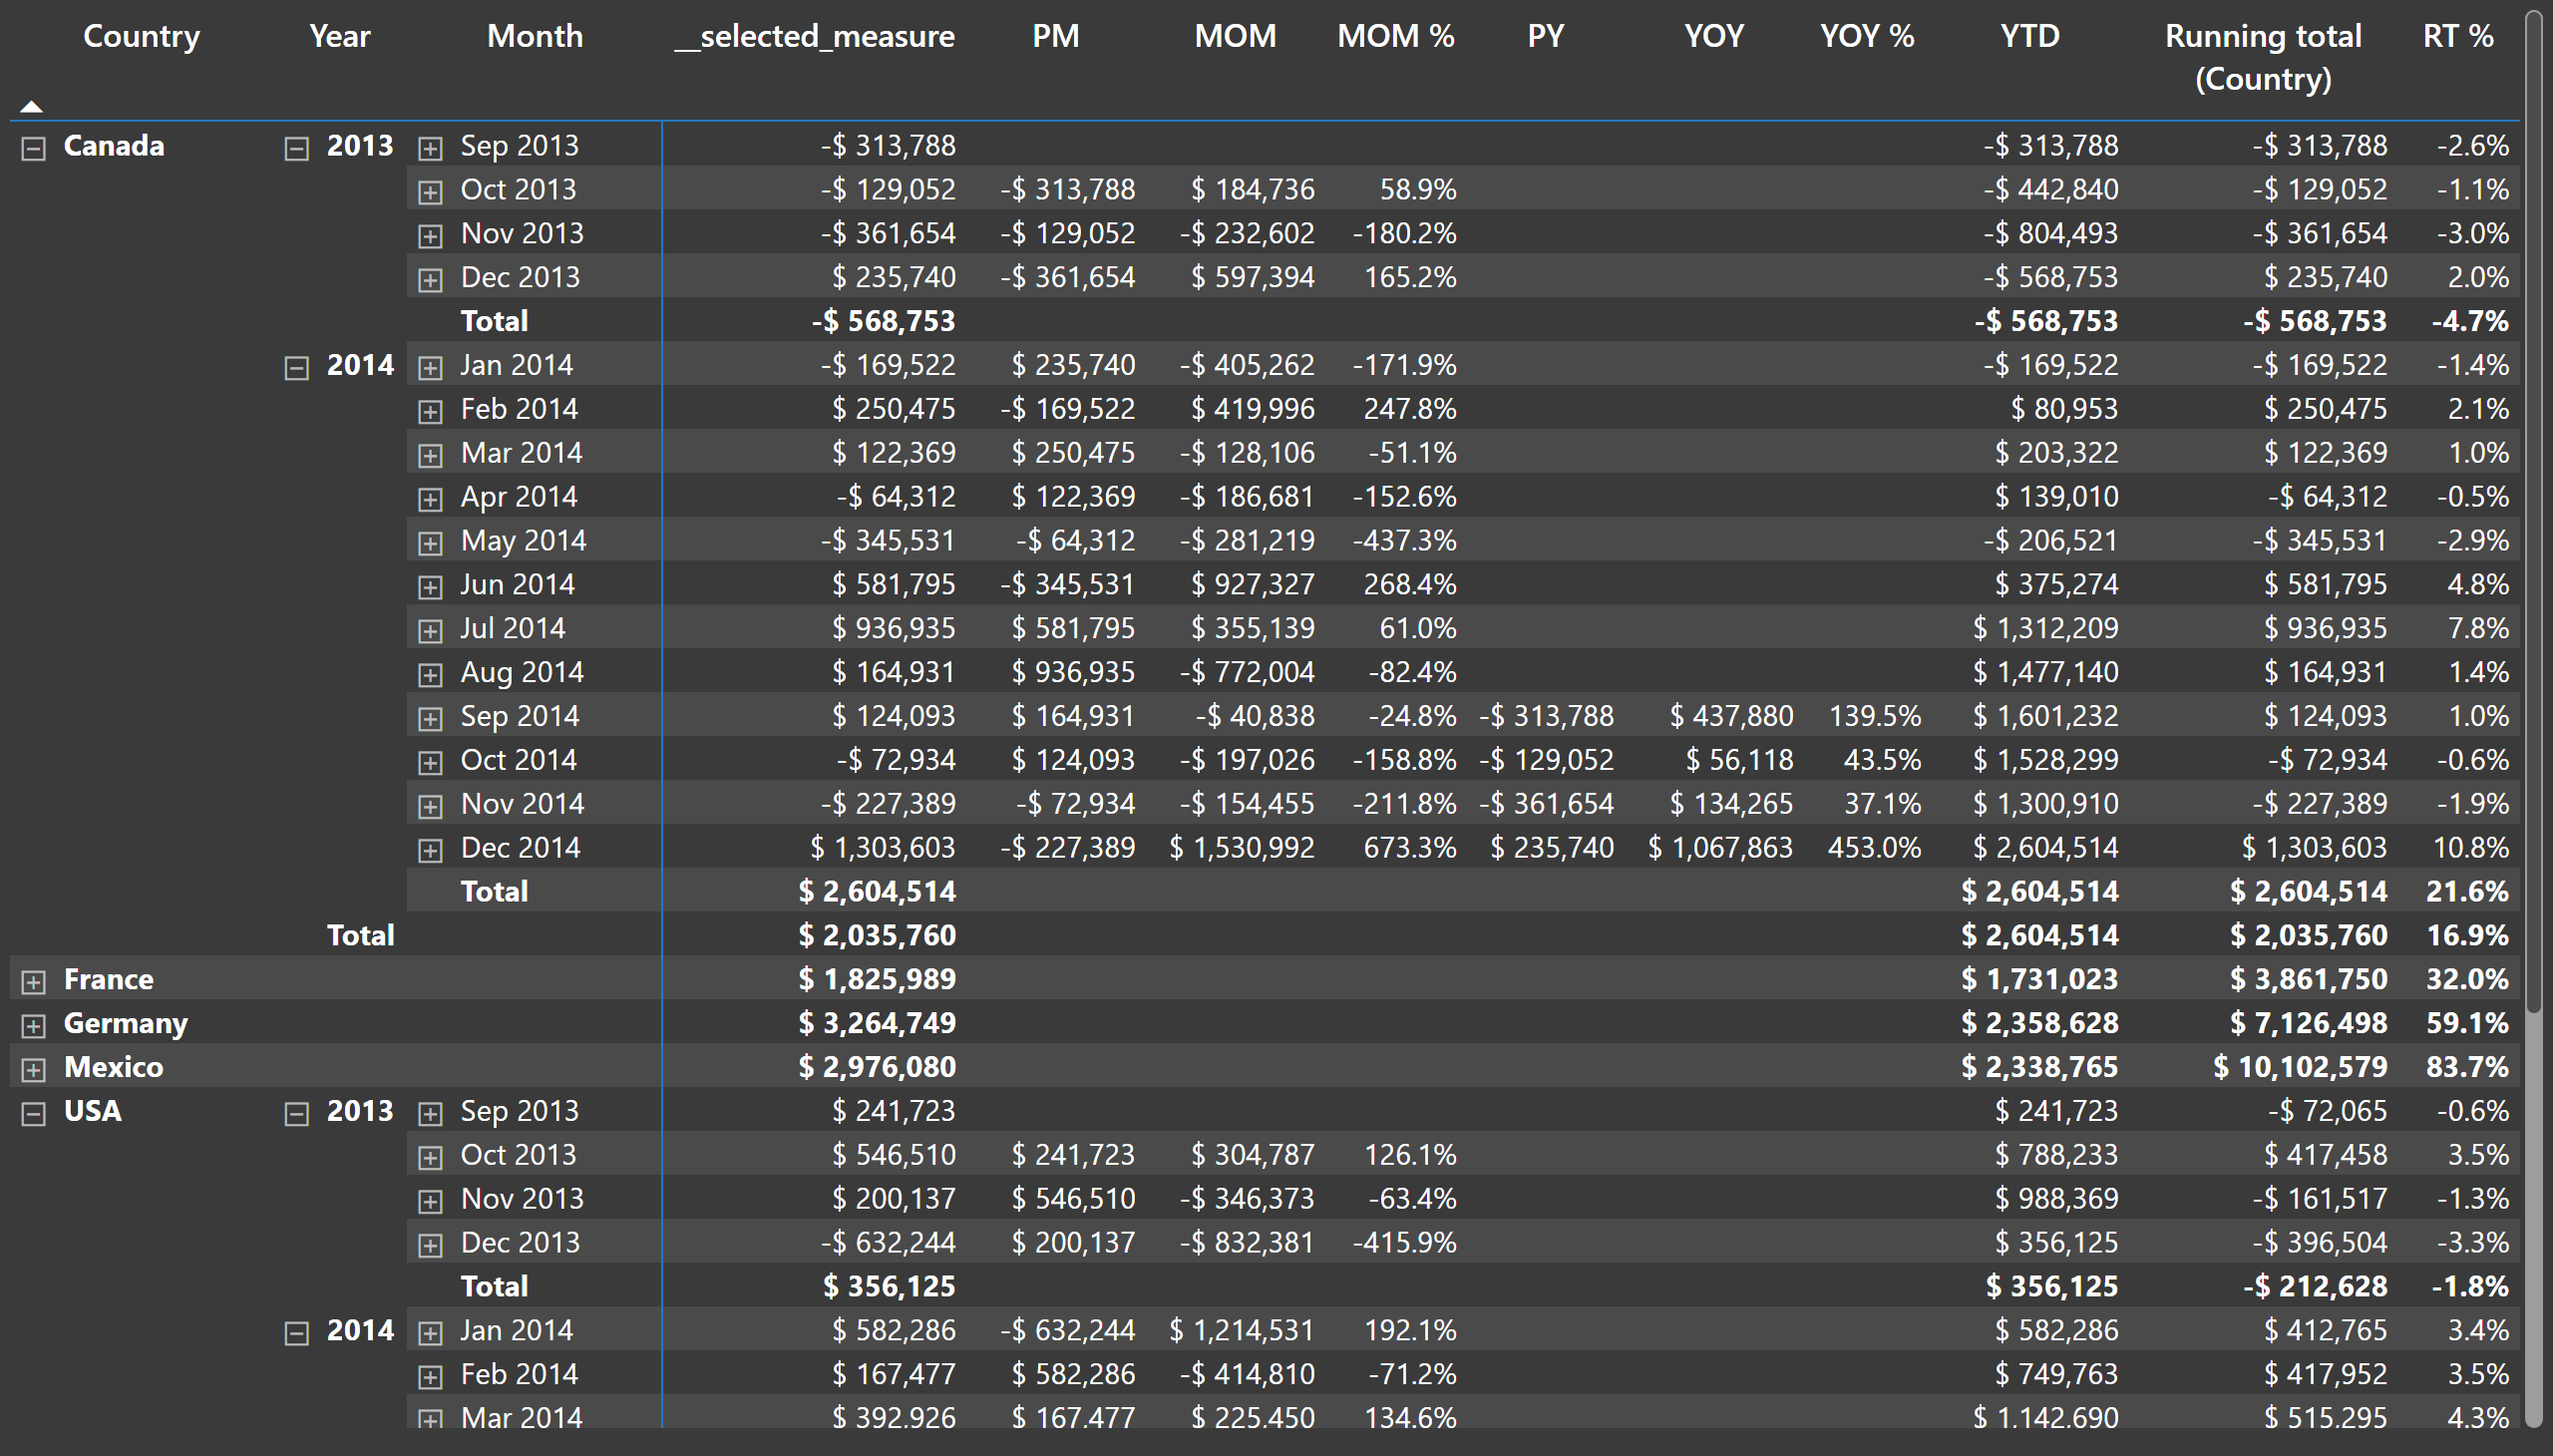 Country Year Month __selected_measure PM MOM MOM % PY YOY YOY % YTD Running total (Country) RT %
Canada 2013 Sep 2013 -$ 313,788 -$ 313,788 -$ 313,788 -2.6%
Oct 2013 -$ 129,052 -$ 313,788 $ 184,736 58.9% -$ 442,840 -$ 129,052 -1.1%
Nov 2013 -$ 361,654 -$ 129,052 -$ 232,602 -180.2% -$ 804,493 -$ 361,654 -3.0%
Dec 2013 $ 235,740 -$ 361,654 $ 597,394 165.2% -$ 568,753 $ 235,740 2.0%
Total -$ 568,753 -$ 568,753 -$ 568,753 -4.7%
2014 Jan 2014 -$ 169,522 $ 235,740 -$ 405,262 -171.9% -$ 169,522 -$ 169,522 -1.4%
Feb 2014 $ 250,475 -$ 169,522 $ 419,996 247.8% $ 80,953 $ 250,475 2.1%
Mar 2014 $ 122,369 $ 250,475 -$ 128,106 -51.1% $ 203,322 $ 122,369 1.0%
Apr 2014 -$ 64,312 $ 122,369 -$ 186,681 -152.6% $ 139,010 -$ 64,312 -0.5%
May 2014 -$ 345,531 -$ 64,312 -$ 281,219 -437.3% -$ 206,521 -$ 345,531 -2.9%
Jun 2014 $ 581,795 -$ 345,531 $ 927,327 268.4% $ 375,274 $ 581,795 4.8%
Jul 2014 $ 936,935 $ 581,795 $ 355,139 61.0% $ 1,312,209 $ 936,935 7.8%
Aug 2014 $ 164,931 $ 936,935 -$ 772,004 -82.4% $ 1,477,140 $ 164,931 1.4%
Sep 2014 $ 124,093 $ 164,931 -$ 40,838 -24.8% -$ 313,788 $ 437,880 139.5% $ 1,601,232 $ 124,093 1.0%
Oct 2014 -$ 72,934 $ 124,093 -$ 197,026 -158.8% -$ 129,052 $ 56,118 43.5% $ 1,528,299 -$ 72,934 -0.6%
Nov 2014 -$ 227,389 -$ 72,934 -$ 154,455 -211.8% -$ 361,654 $ 134,265 37.1% $ 1,300,910 -$ 227,389 -1.9%
Dec 2014 $ 1,303,603 -$ 227,389 $ 1,530,992 673.3% $ 235,740 $ 1,067,863 453.0% $ 2,604,514 $ 1,303,603 10.8%
Total $ 2,604,514 $ 2,604,514 $ 2,604,514 21.6%
Total $ 2,035,760 $ 2,604,514 $ 2,035,760 16.9%
France $ 1,825,989 $ 1,731,023 $ 3,861,750 32.0%
Germany $ 3,264,749 $ 2,358,628 $ 7,126,498 59.1%
Mexico $ 2,976,080 $ 2,338,765 $ 10,102,579 83.7%
USA 2013 Sep 2013 $ 241,723 $ 241,723 -$ 72,065 -0.6%
Oct 2013 $ 546,510 $ 241,723 $ 304,787 126.1% $ 788,233 $ 417,458 3.5%
Nov 2013 $ 200,137 $ 546,510 -$ 346,373 -63.4% $ 988,369 -$ 161,517 -1.3%
Dec 2013 -$ 632,244 $ 200,137 -$ 832,381 -415.9% $ 356,125 -$ 396,504 -3.3%
Total $ 356,125 $ 356,125 -$ 212,628 -1.8%
2014 Jan 2014 $ 582,286 -$ 632,244 $ 1,214,531 192.1% $ 582,286 $ 412,765 3.4%
Feb 2014 $ 167,477 $ 582,286 -$ 414,810 -71.2% $ 749,763 $ 417,952 3.5%
Mar 2014 $ 392,926 $ 167,477 $ 225,450 134.6% $ 1,142,690 $ 515,295 4.3%